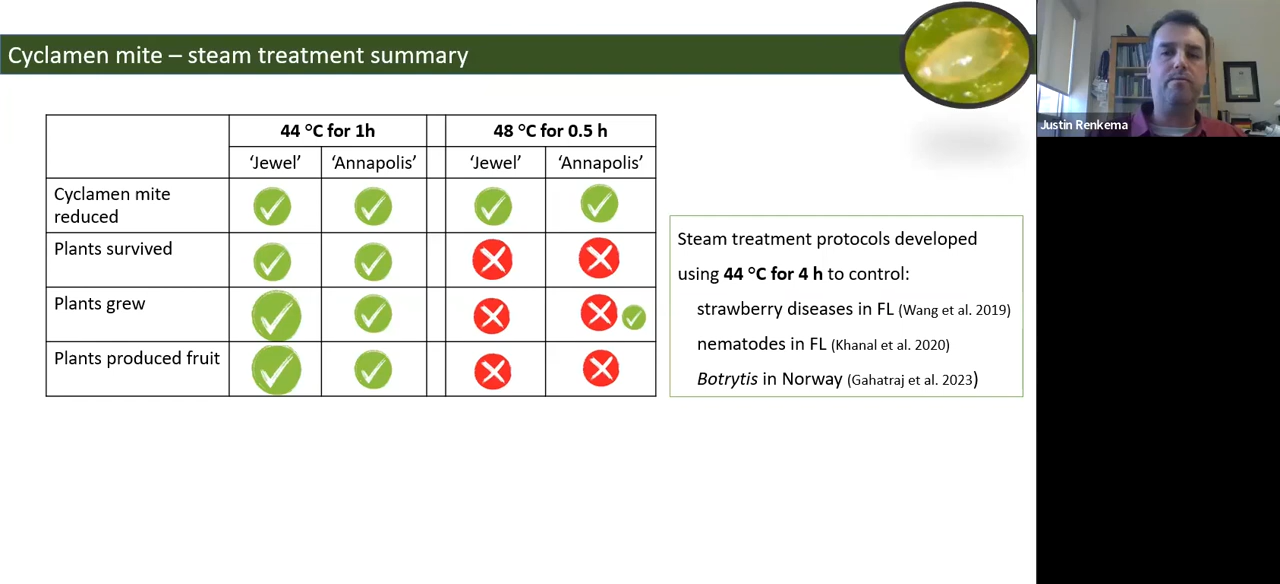 Cyclamen mite – steam treatment summary
Justin Renkema
44 °C for 1h 48 °C for 0.5 h
‘Jewel’ ‘Annapolis’ ‘Jewel’ ‘Annapolis’
Cyclamen mite
reduced
Plants survived
Plants grew
Plants produced fruit
Steam treatment protocols developed
using 44 °C for 4 h to control:
strawberry diseases in FL (Wang et al. 2019)
nematodes in FL (Khanal et al. 2020)
Botrytis in Norway (Gahatraj et al. 2023)